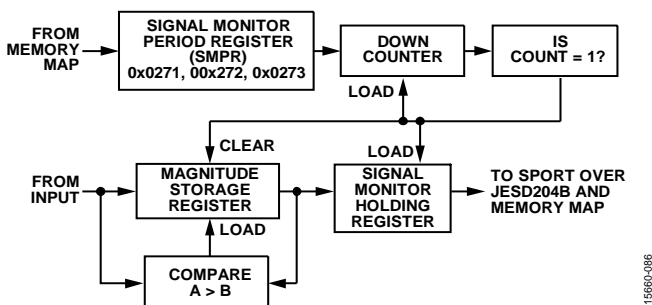 FROM
MEMORY
MAP
SIGNAL MONITOR
PERIOD REGISTER
(SMPR)
0x0271, 00x272, 0x0273
DOWN
COUNTER
IS
COUNT = 1?
LOAD
CLEAR
LOAD
FROM
INPUT
MAGNITUDE
STORAGE
REGISTER
SIGNAL
MONITOR
HOLDING
REGISTER
TO SPORT OVER
JESD204B AND
MEMORY MAP
LOAD
COMPARE
A > B
15660-086